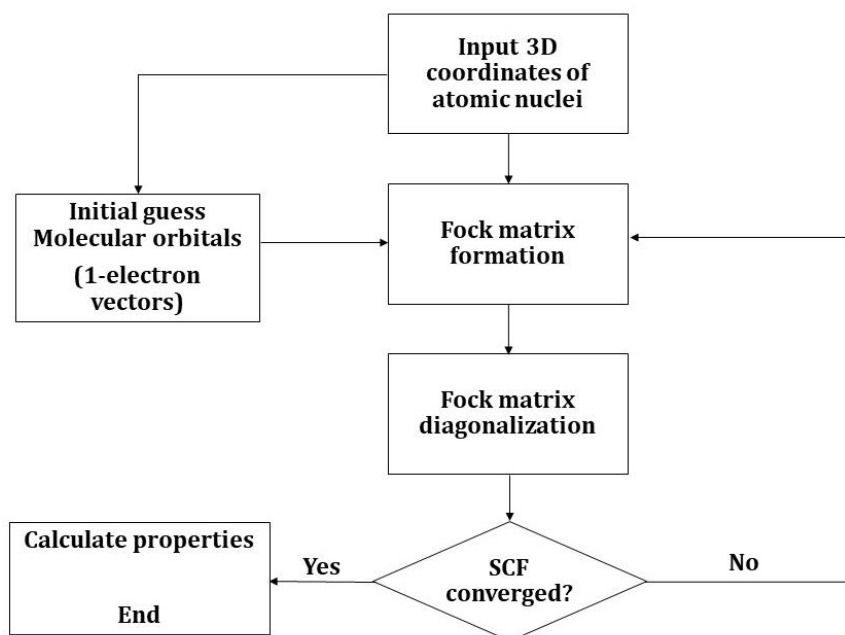 Input 3D
coordinates of
atomic nuclei
Initial guess
Molecular orbitals
(1-electron
vectors)
Fock matrix
formation
Fock matrix
diagonalization
SCF
converged?
Yes
No
Calculate properties
End